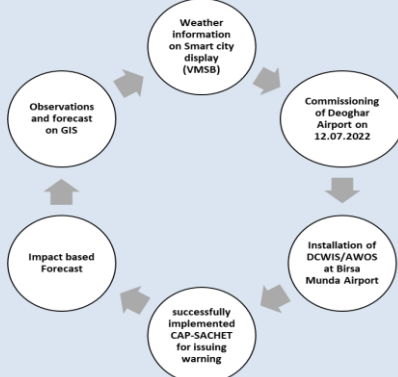 Weather
information
on Smart city
display
(VMSB)
Commissioning
of Deoghar
Airport on
12.07.2022
Installation of
DCWIS/AWOS
at Birsa
Munda Airport
successfully
implemented
CAP-SACHET
for issuing
warning
Impact based
Forecast
Observations
and forecast
on GIS